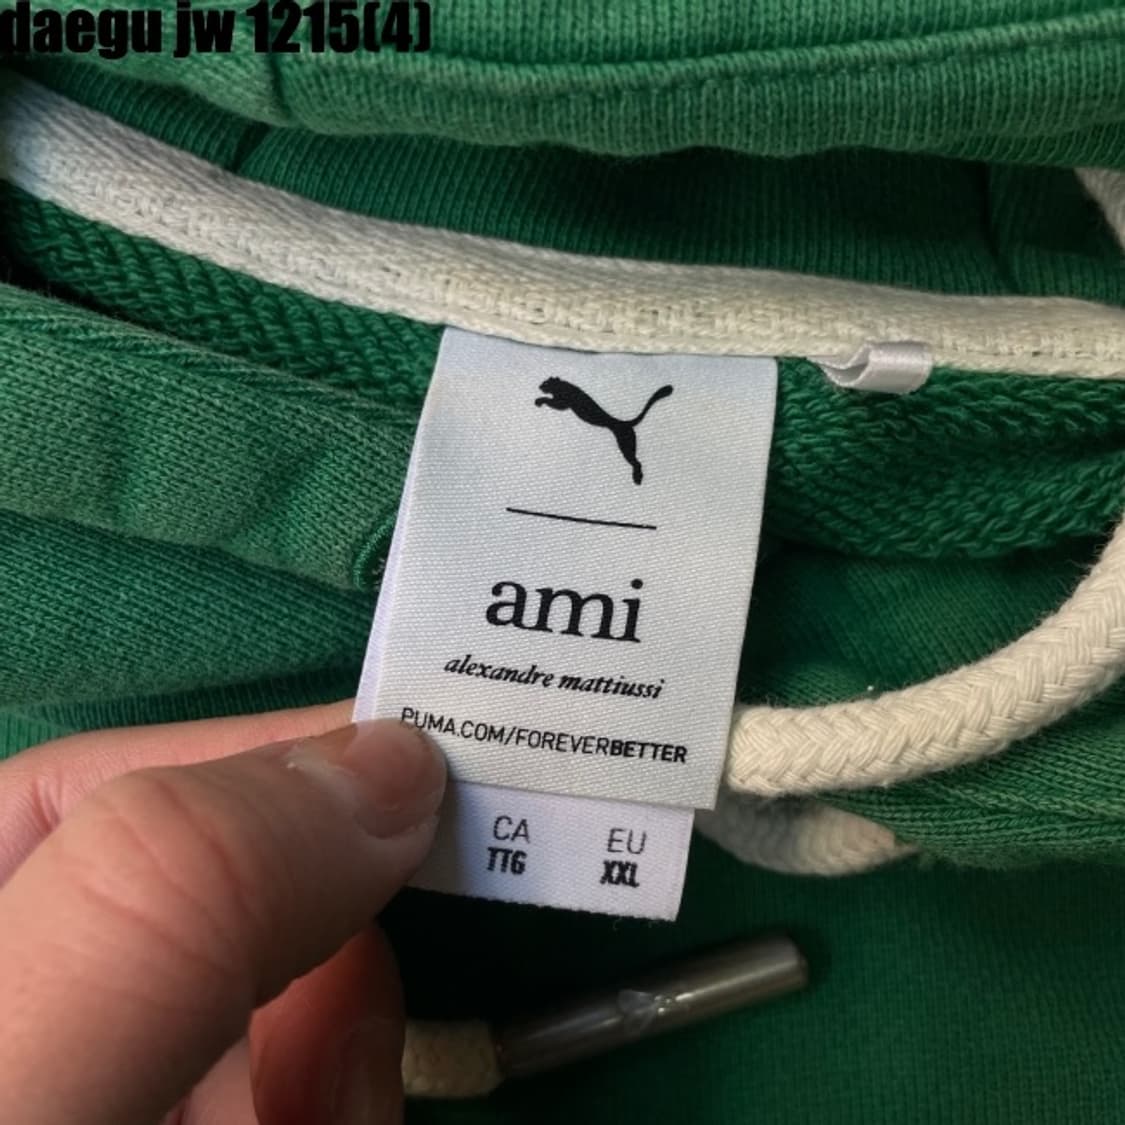 daegu jw 1215(4)
ami
alexandre mattiussi
PUMA.COM/FOREVERBETTER
CA EU
TTG XXL